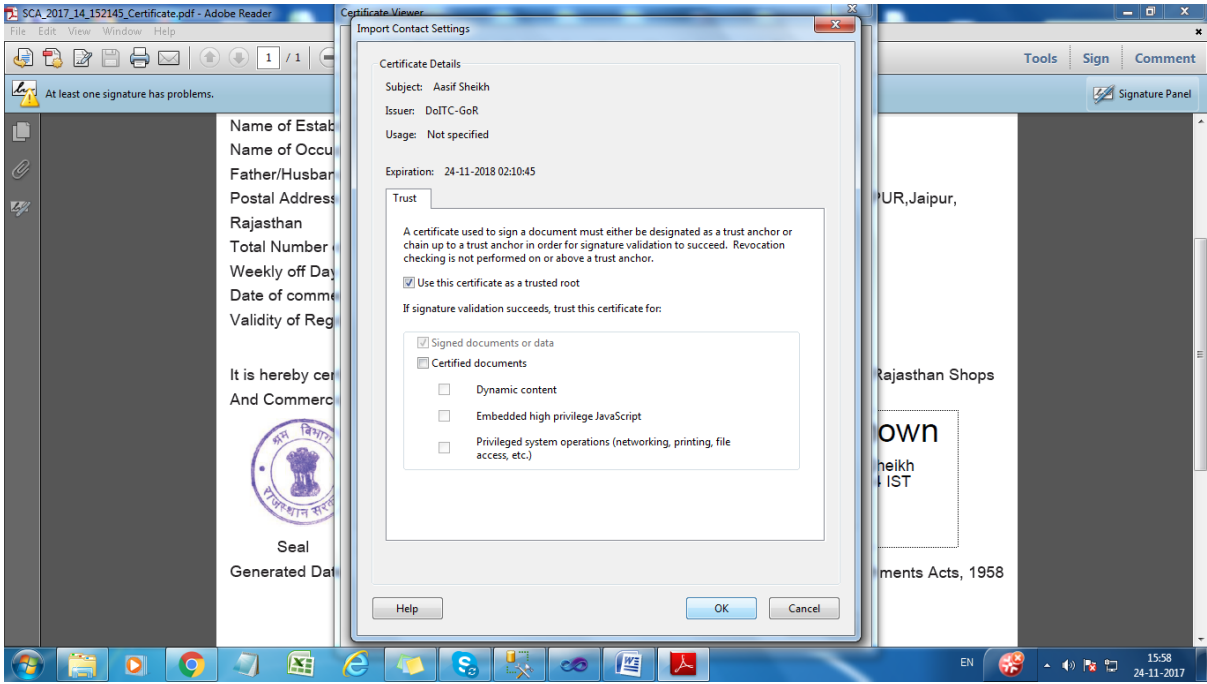 SCA_2017_14_152145_Certificate.pdf - Adobe Reader
Certificate Viewer
File Edit View Window Help
Import Contact Settings
1 / 1
Tools Sign Comment
At least one signature has problems.
Signature Panel
Certificate Details
Subject: Aasif Sheikh
Issuer: DoITC-GoR
Usage: Not specified
Expiration: 24-11-2018 02:10:45
Trust
A certificate used to sign a document must either be designated as a trust anchor or
chain up to a trust anchor in order for signature validation to succeed. Revocation
checking is not performed on or above a trust anchor.
Use this certificate as a trusted root
If signature validation succeeds, trust this certificate for:
Signed documents or data
Certified documents
Dynamic content
Embedded high privilege JavaScript
Privileged system operations (networking, printing, file
access, etc.)
Help OK Cancel
Name of Estab
Name of Occu
Father/Husban
Postal Address PUR,Jaipur,
Rajasthan
Total Number
Weekly off Day
Date of comme
Validity of Reg
It is hereby cer Rajasthan Shops
And Commerc
own
heikh
IST
श्रम विभाग
Seal
Generated Dat ments Acts, 1958
EN
15:58
24-11-2017